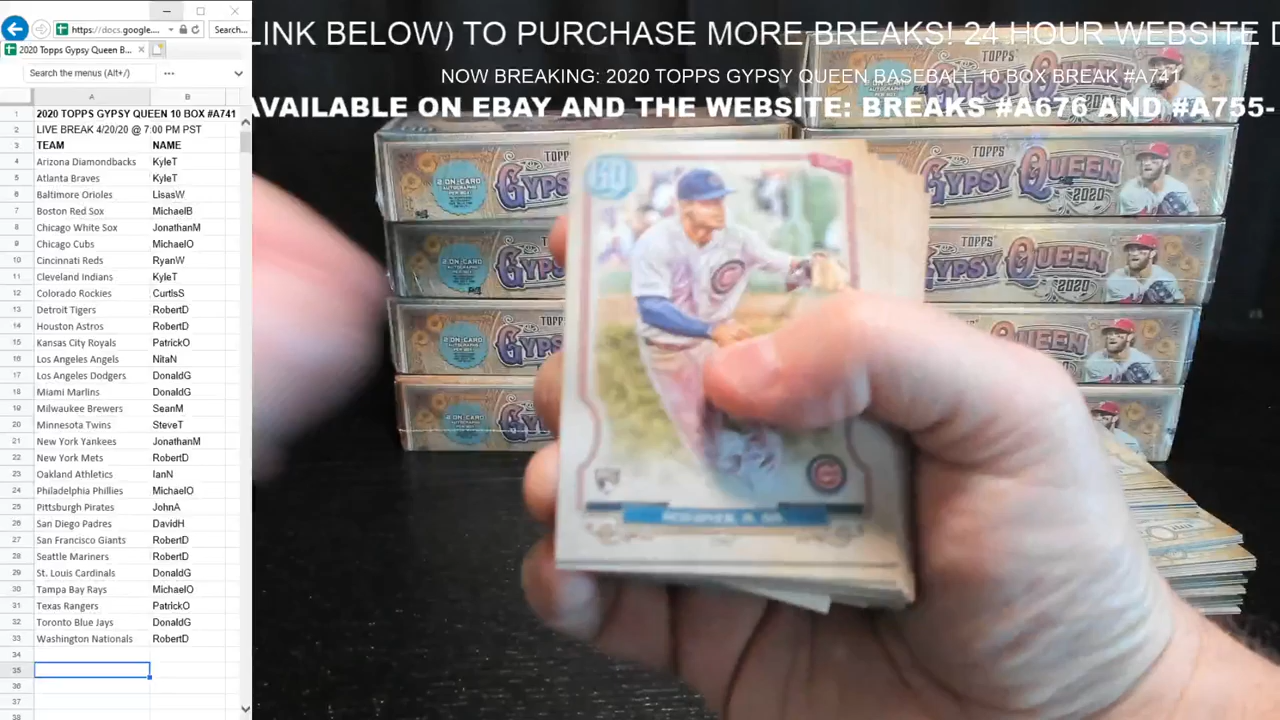 https://docs.google....
Search...
2020 Topps Gypsy Queen B...
Search the menus (Alt+/)
A B
1 2020 TOPPS GYPSY QUEEN 10 BOX #A741
2 LIVE BREAK 4/20/20 @ 7:00 PM PST
3 TEAM NAME
4 Arizona Diamondbacks KyleT
5 Atlanta Braves KyleT
6 Baltimore Orioles LisasW
7 Boston Red Sox MichaelB
8 Chicago White Sox JonathanM
9 Chicago Cubs MichaelO
10 Cincinnati Reds RyanW
11 Cleveland Indians KyleT
12 Colorado Rockies CurtisS
13 Detroit Tigers RobertD
14 Houston Astros RobertD
15 Kansas City Royals PatrickO
16 Los Angeles Angels NitaN
17 Los Angeles Dodgers DonaldG
18 Miami Marlins DonaldG
19 Milwaukee Brewers SeanM
20 Minnesota Twins SteveT
21 New York Yankees JonathanM
22 New York Mets RobertD
23 Oakland Athletics IanN
24 Philadelphia Phillies MichaelO
25 Pittsburgh Pirates JohnA
26 San Diego Padres DavidH
27 San Francisco Giants RobertD
28 Seattle Mariners RobertD
29 St. Louis Cardinals DonaldG
30 Tampa Bay Rays MichaelO
31 Texas Rangers PatrickO
32 Toronto Blue Jays DonaldG
33 Washington Nationals RobertD
34
35
36
37
38
LINK BELOW) TO PURCHASE MORE BREAKS! 24 HOUR WEBSITE D
NOW BREAKING: 2020 TOPPS GYPSY QUEEN BASEBALL 10 BOX BREAK #A741
AVAILABLE ON EBAY AND THE WEBSITE: BREAKS #A676 AND #A755-
TOPPS
GYPSY QUEEN
2020
TOPPS
QUEEN
2020
2 ON-CARD
AUTOGRAPHS
PER BOX